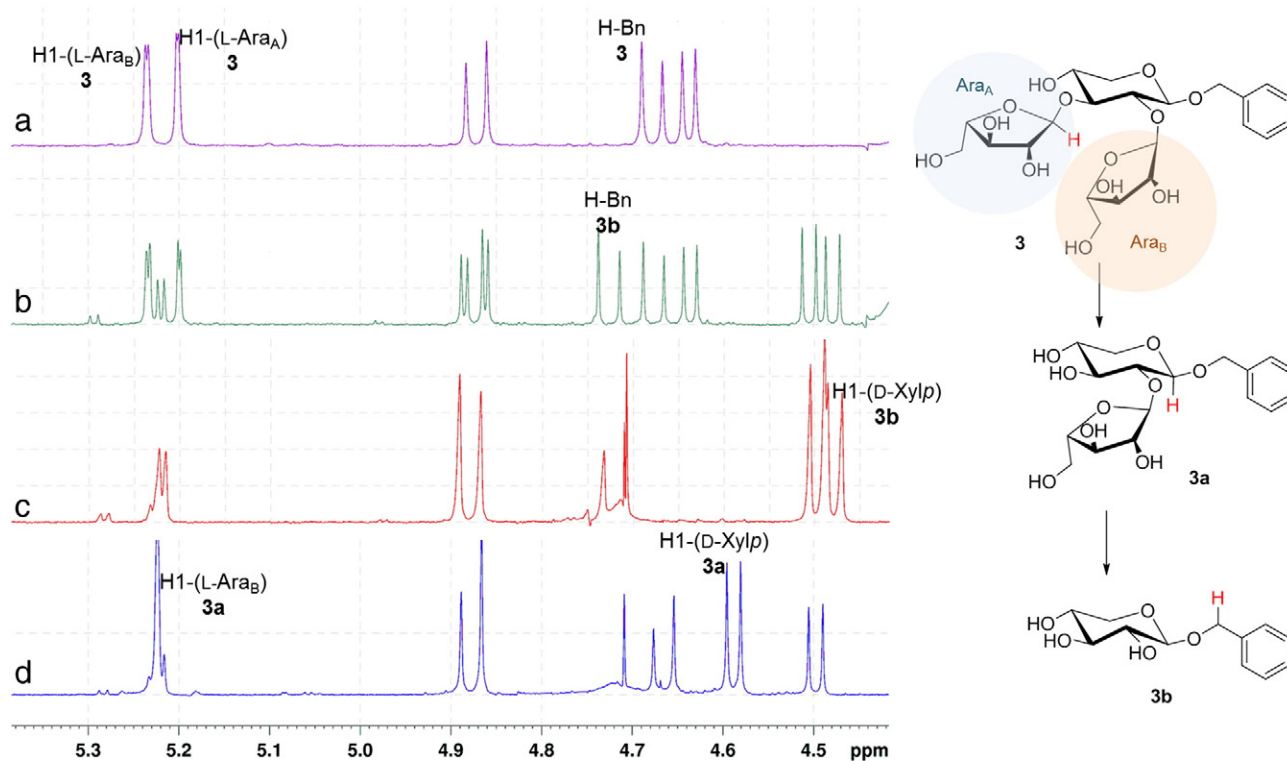 H1-(L-AraB)
3
H1-(L-AraA)
3
H-Bn
3
a
H-Bn
3b
b
H1-(D-Xylp)
3b
c
H1-(L-AraB)
3a
H1-(D-Xylp)
3a
d
5.3 5.2 5.1 5.0 4.9 4.8 4.7 4.6 4.5 ppm
AraA
HO
O
O
O
O
OH
HO
OH
H
O
O
OH
OH
HO
3
AraB
HO
HO
O
O
O
H
O
OH
OH
HO
3a
HO
HO
O
OH
O
H
3b